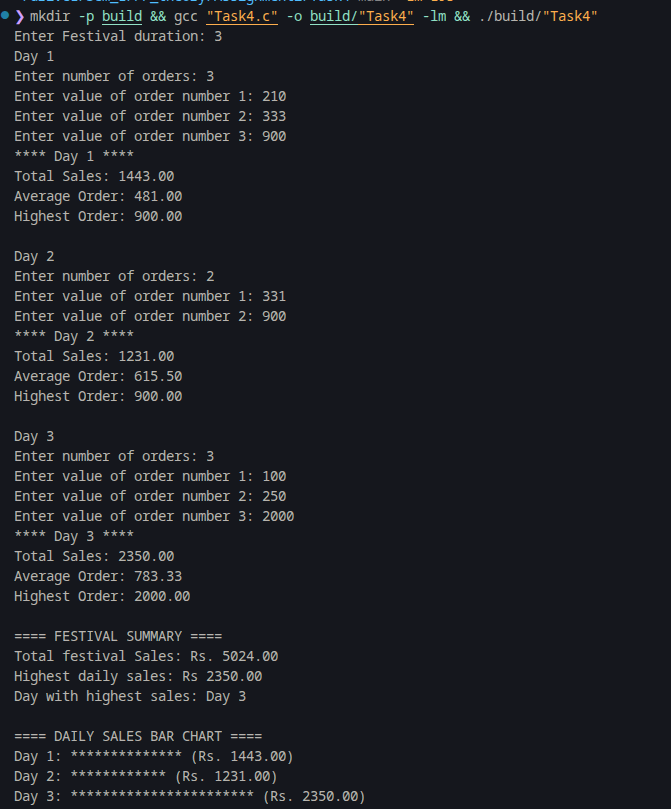 ❯ mkdir -p build && gcc "Task4.c" -o build/"Task4" -lm && ./build/"Task4"
Enter Festival duration: 3
Day 1
Enter number of orders: 3
Enter value of order number 1: 210
Enter value of order number 2: 333
Enter value of order number 3: 900
**** Day 1 ****
Total Sales: 1443.00
Average Order: 481.00
Highest Order: 900.00

Day 2
Enter number of orders: 2
Enter value of order number 1: 331
Enter value of order number 2: 900
**** Day 2 ****
Total Sales: 1231.00
Average Order: 615.50
Highest Order: 900.00

Day 3
Enter number of orders: 3
Enter value of order number 1: 100
Enter value of order number 2: 250
Enter value of order number 3: 2000
**** Day 3 ****
Total Sales: 2350.00
Average Order: 783.33
Highest Order: 2000.00

==== FESTIVAL SUMMARY ====
Total festival Sales: Rs. 5024.00
Highest daily sales: Rs 2350.00
Day with highest sales: Day 3

==== DAILY SALES BAR CHART ====
Day 1: ************** (Rs. 1443.00)
Day 2: ************ (Rs. 1231.00)
Day 3: *********************** (Rs. 2350.00)